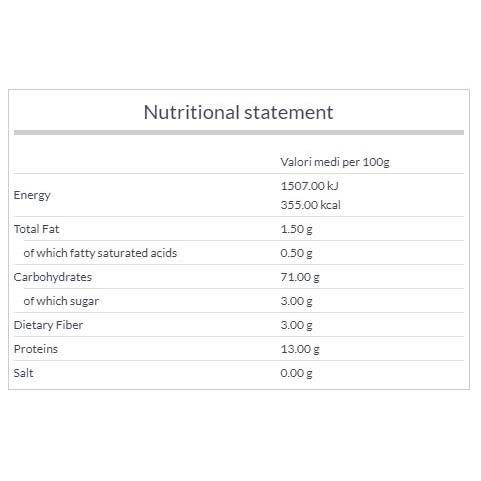 Nutritional statement
Valori medi per 100g
Energy 1507.00 kJ
355.00 kcal
Total Fat 1.50 g
of which fatty saturated acids 0.50 g
Carbohydrates 71.00 g
of which sugar 3.00 g
Dietary Fiber 3.00 g
Proteins 13.00 g
Salt 0.00 g